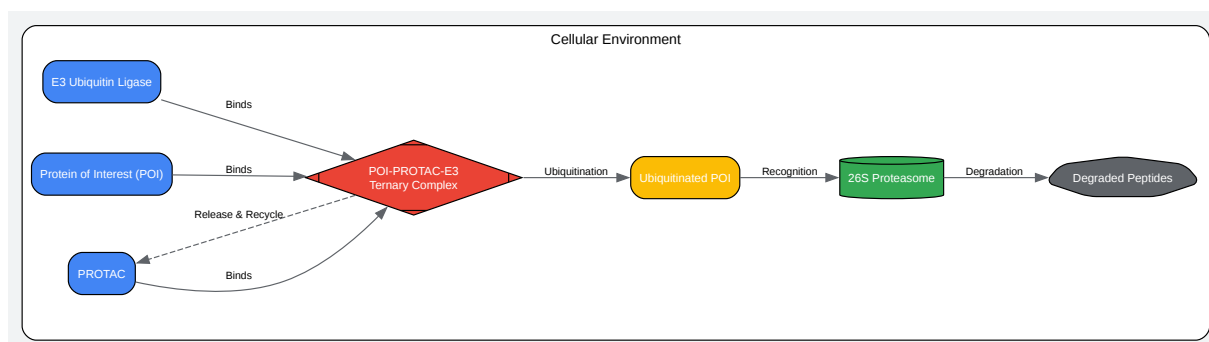 Cellular Environment
E3 Ubiquitin Ligase
Binds
Protein of Interest (POI)
Binds
POI-PROTAC-E3
Ternary Complex
Ubiquitination
Ubiquitinated POI
Recognition
26S Proteasome
Degradation
Degraded Peptides
Release & Recycle
PROTAC
Binds